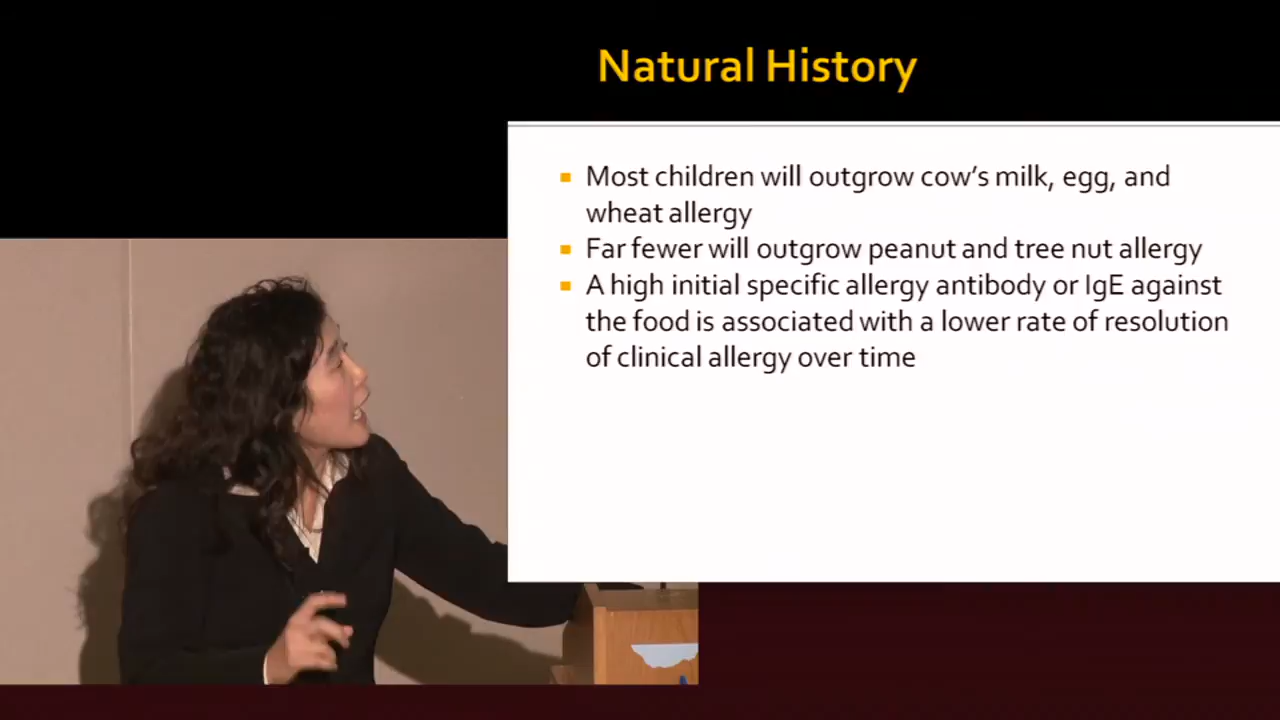 Natural History
Most children will outgrow cow's milk, egg, and
wheat allergy
Far fewer will outgrow peanut and tree nut allergy
A high initial specific allergy antibody or IgE against
the food is associated with a lower rate of resolution
of clinical allergy over time